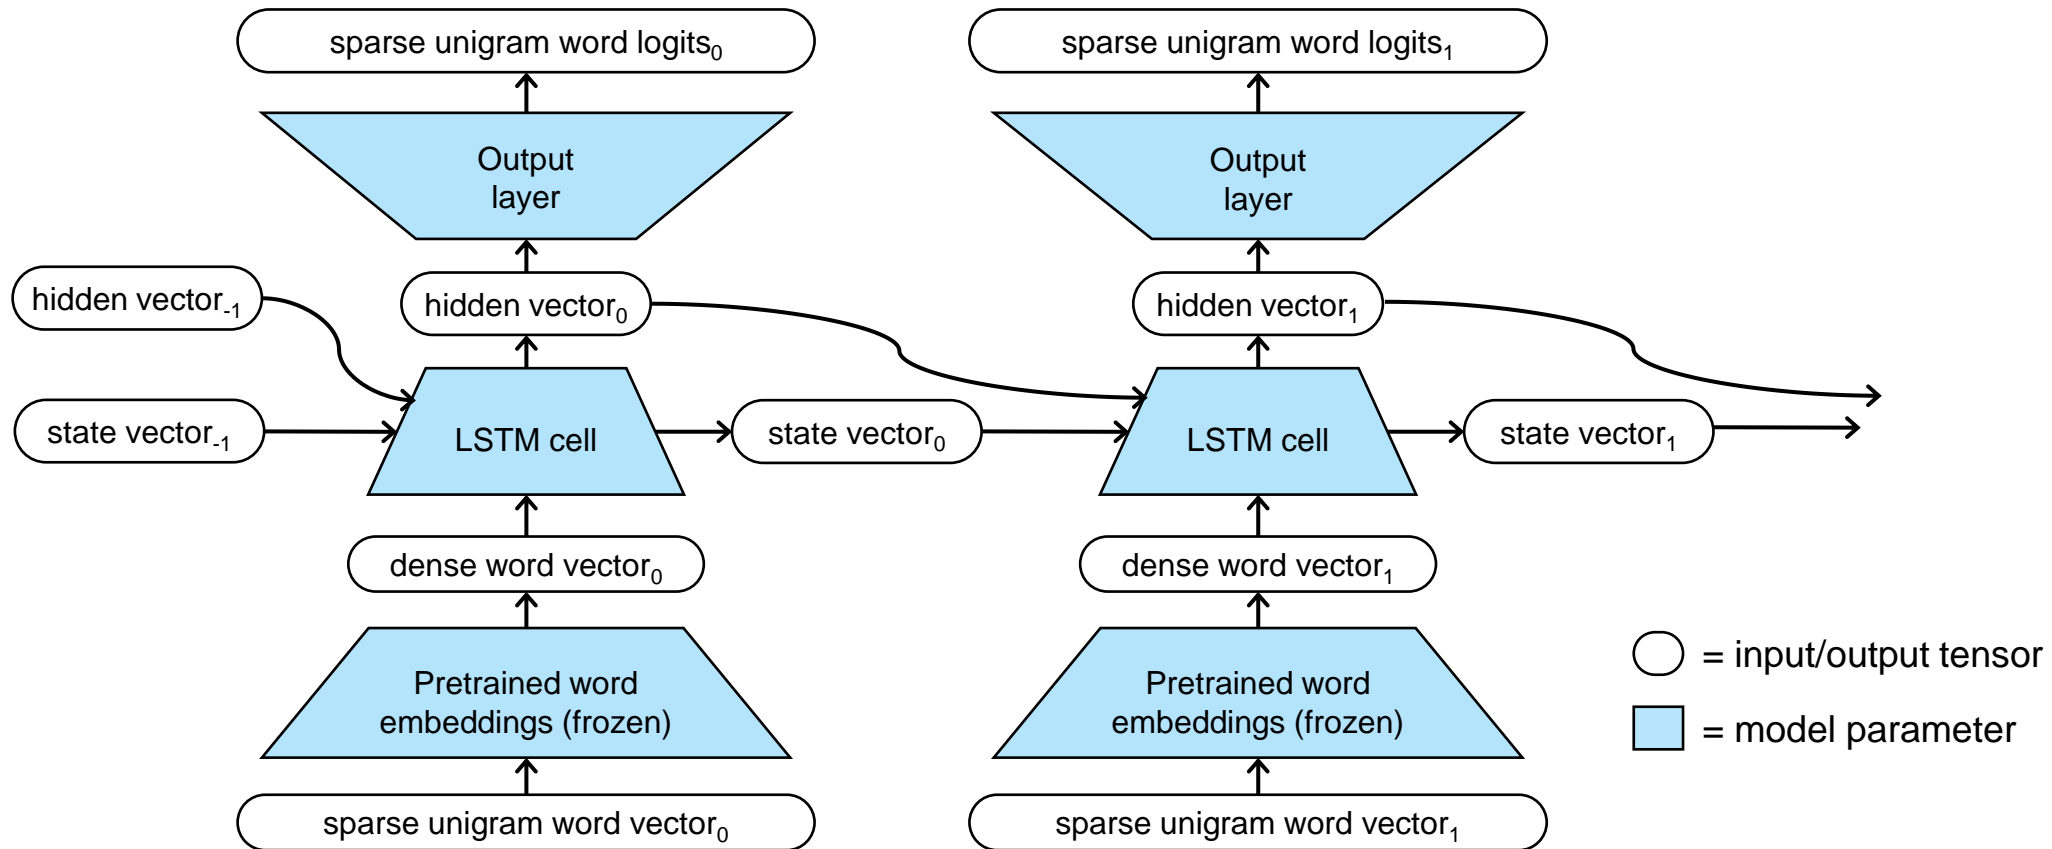 sparse unigram word logits₀
sparse unigram word logits₁
Output
layer
Output
layer
hidden vector₋₁
hidden vector₀
hidden vector₁
state vector₋₁
LSTM cell
state vector₀
LSTM cell
state vector₁
dense word vector₀
dense word vector₁
Pretrained word
embeddings (frozen)
Pretrained word
embeddings (frozen)
= input/output tensor
= model parameter
sparse unigram word vector₀
sparse unigram word vector₁